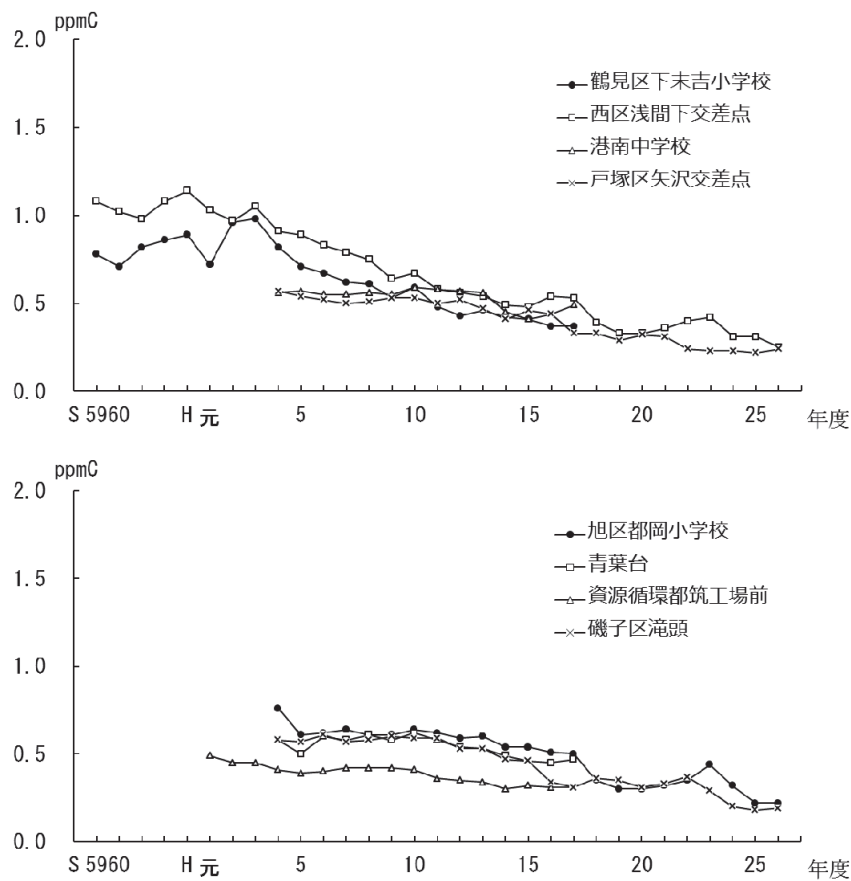 ppmC
2.0
鶴見区下末吉小学校
西区浅間下交差点
1.5
港南中学校
戸塚区矢沢交差点
1.0
0.5
0.0
S 5960 H 元 5 10 15 20 25 年度
ppmC
2.0
旭区都岡小学校
青葉台
1.5
資源循環都筑工場前
磯子区滝頭
1.0
0.5
0.0
S 5960 H 元 5 10 15 20 25 年度